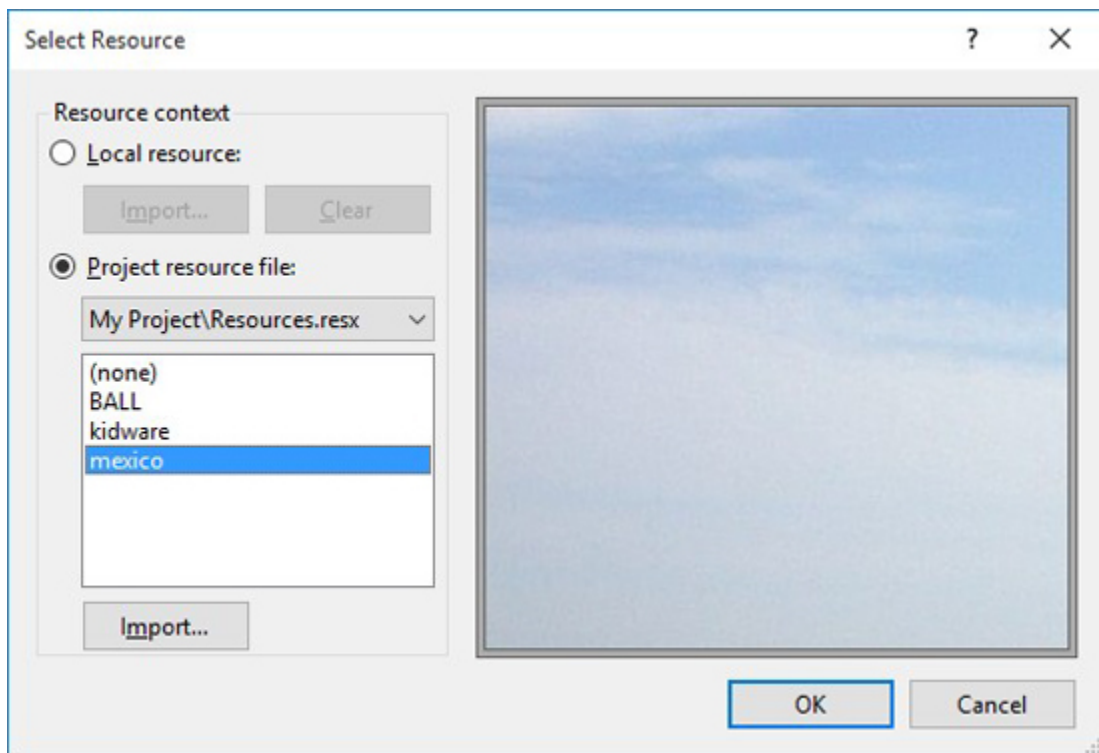 Select Resource ?
Resource context
Local resource:
Import... Clear
Project resource file:
My Project\Resources.resx
(none)
BALL
kidware
mexico
Import...
OK Cancel